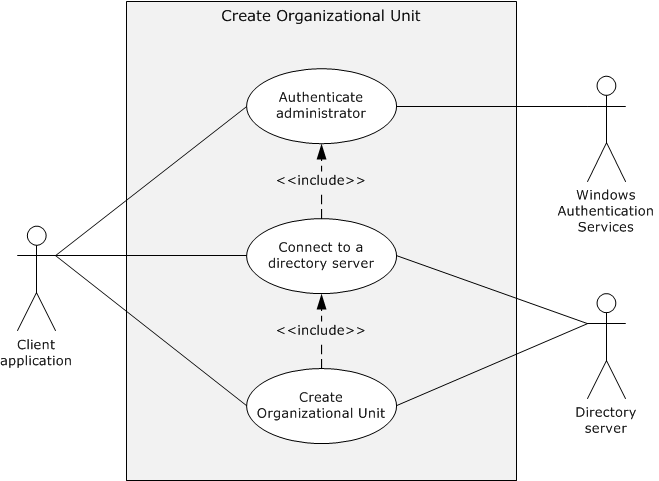 Create Organizational Unit
Authenticate
administrator
<<include>>
Windows
Authentication
Services
Connect to a
directory server
Client
application
<<include>>
Create
Organizational Unit
Directory
server